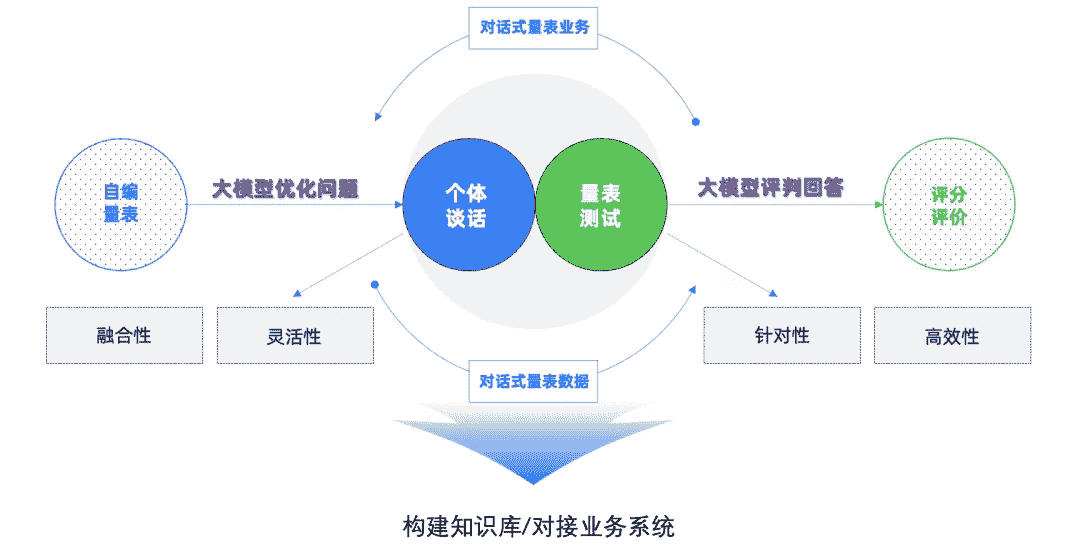 对话式量表业务
自编
量表
大模型优化问题
个体
谈话
量表
测试
大模型评判回答
评分
评价
融合性
灵活性
针对性
高效性
对话式量表数据
构建知识库/对接业务系统